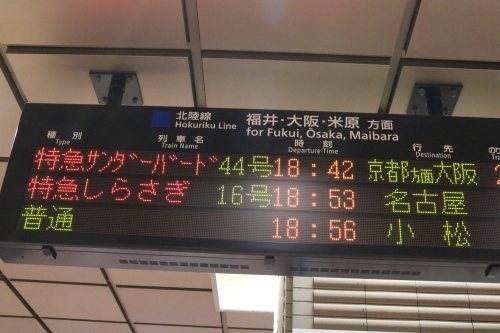 北陸線 福井・大阪・米原 方面
Hokuriku Line for Fukui, Ōsaka, Maibara
種別 列車名 時刻 行先
Type Train Name Departure Time Destination
特急サンダーバード 44号 18:42 京都方面大阪
特急しらさぎ 16号 18:53 名古屋
普通 18:56 小松